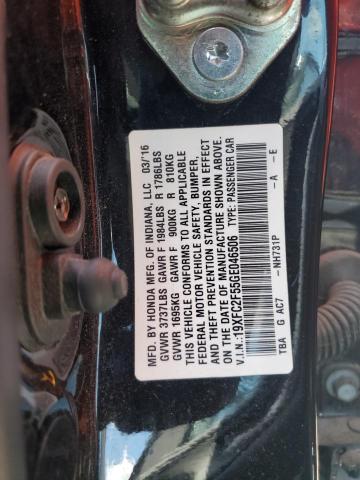 MFD. BY HONDA MFG. OF INDIANA, LLC 03/16
GVWR 3737LBS GAWR F 1984LBS R 1786LBS
GVWR 1695KG GAWR F 900KG R 810KG
THIS VEHICLE CONFORMS TO ALL APPLICABLE
FEDERAL MOTOR VEHICLE SAFETY, BUMPER,
AND THEFT PREVENTION STANDARDS IN EFFECT
ON THE DATE OF MANUFACTURE SHOWN ABOVE.
V.I.N.:19XFC2F55GE046506 TYPE: PASSENGER CAR
TBA G AC7 NH731P A E